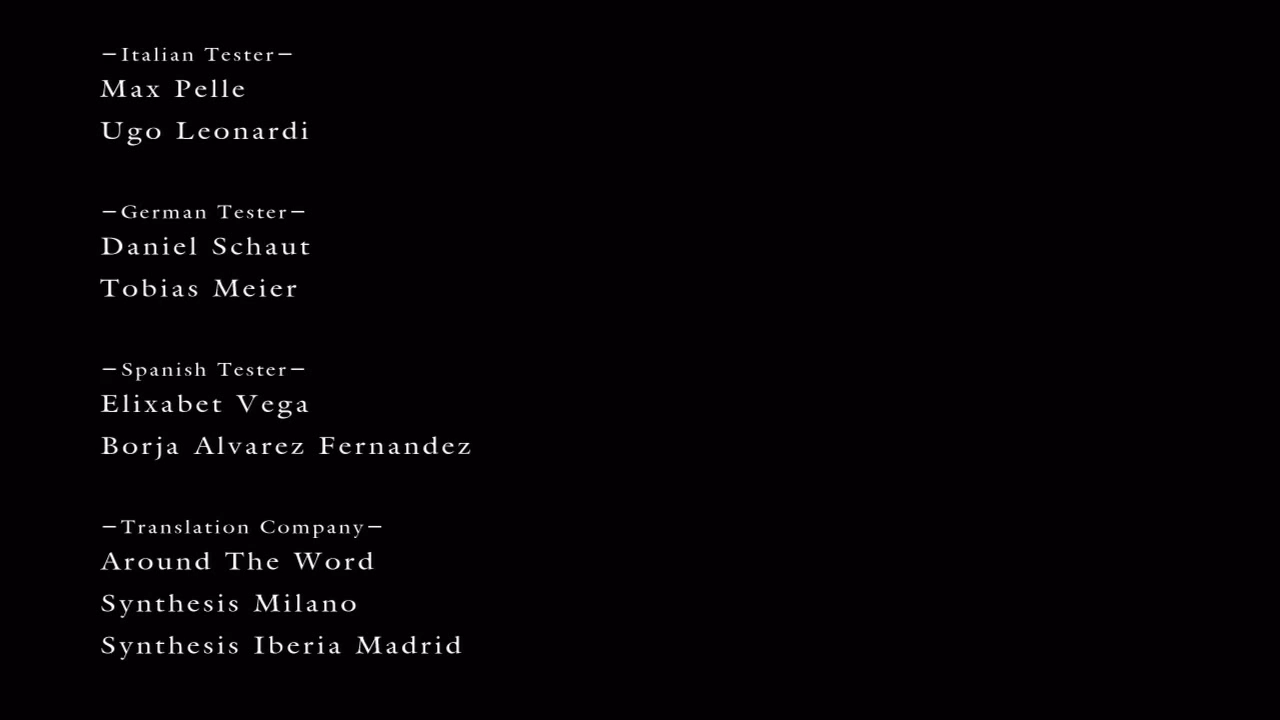 —Italian Tester—
Max Pelle
Ugo Leonardi
—German Tester—
Daniel Schaut
Tobias Meier
—Spanish Tester—
Elixabet Vega
Borja Alvarez Fernandez
—Translation Company—
Around The Word
Synthesis Milano
Synthesis Iberia Madrid